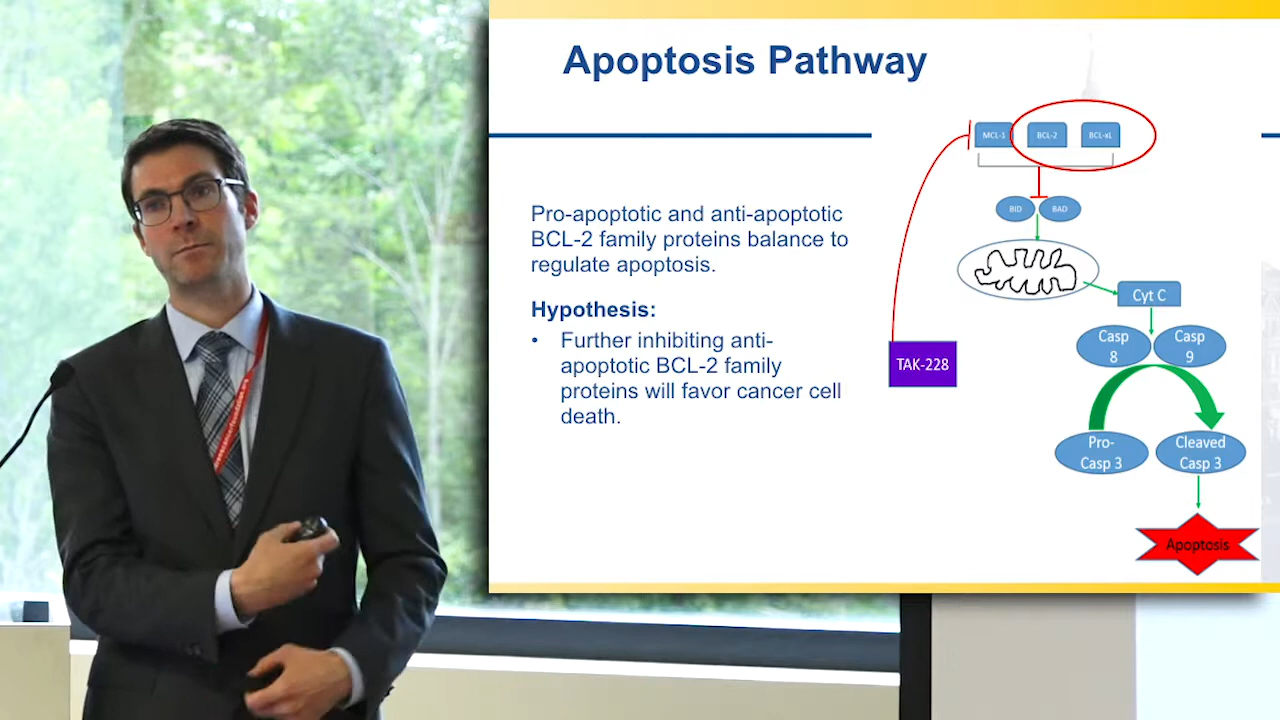 Apoptosis Pathway
MCL-1
BCL-2
BCL-xL
Pro-apoptotic and anti-apoptotic
BCL-2 family proteins balance to
regulate apoptosis.
Hypothesis:
• Further inhibiting anti-
apoptotic BCL-2 family
proteins will favor cancer cell
death.
BID
BAD
Cyt C
Casp
8
Casp
9
TAK-228
Pro-
Casp 3
Cleaved
Casp 3
Apoptosis